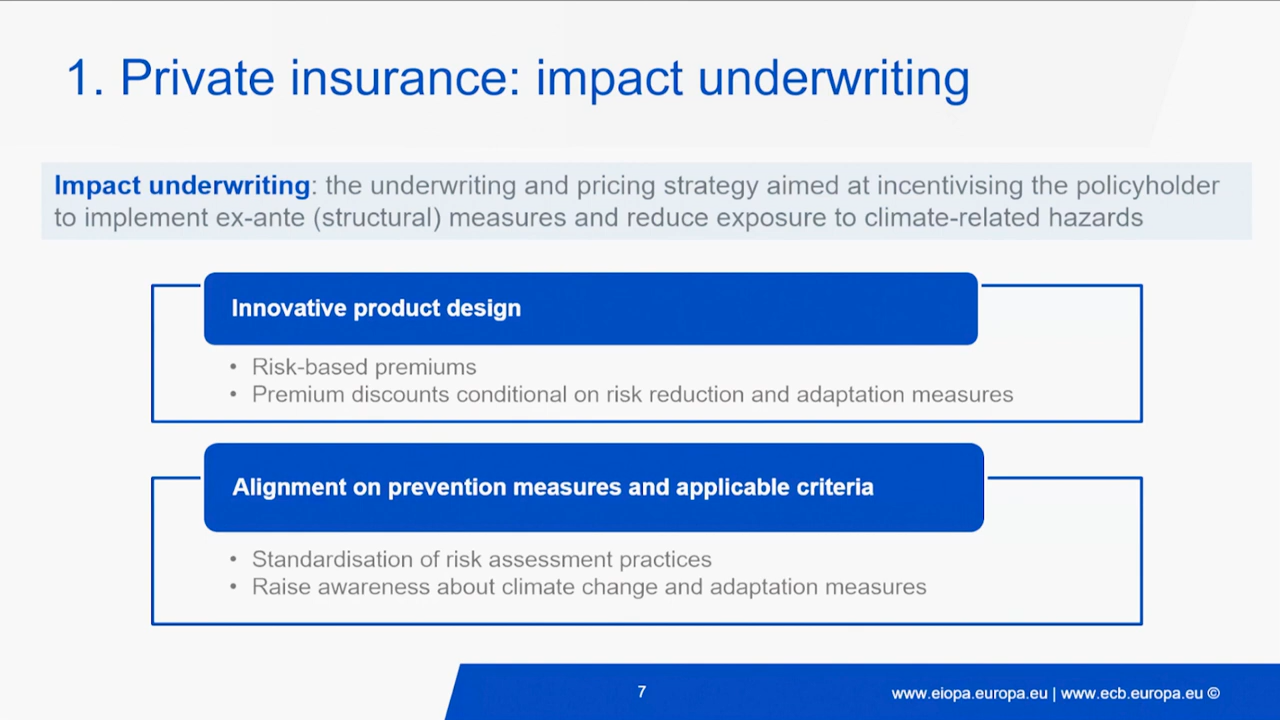 1. Private insurance: impact underwriting
Impact underwriting: the underwriting and pricing strategy aimed at incentivising the policyholder
to implement ex-ante (structural) measures and reduce exposure to climate-related hazards
Innovative product design
• Risk-based premiums
• Premium discounts conditional on risk reduction and adaptation measures
Alignment on prevention measures and applicable criteria
• Standardisation of risk assessment practices
• Raise awareness about climate change and adaptation measures
7
www.eiopa.europa.eu | www.ecb.europa.eu ©